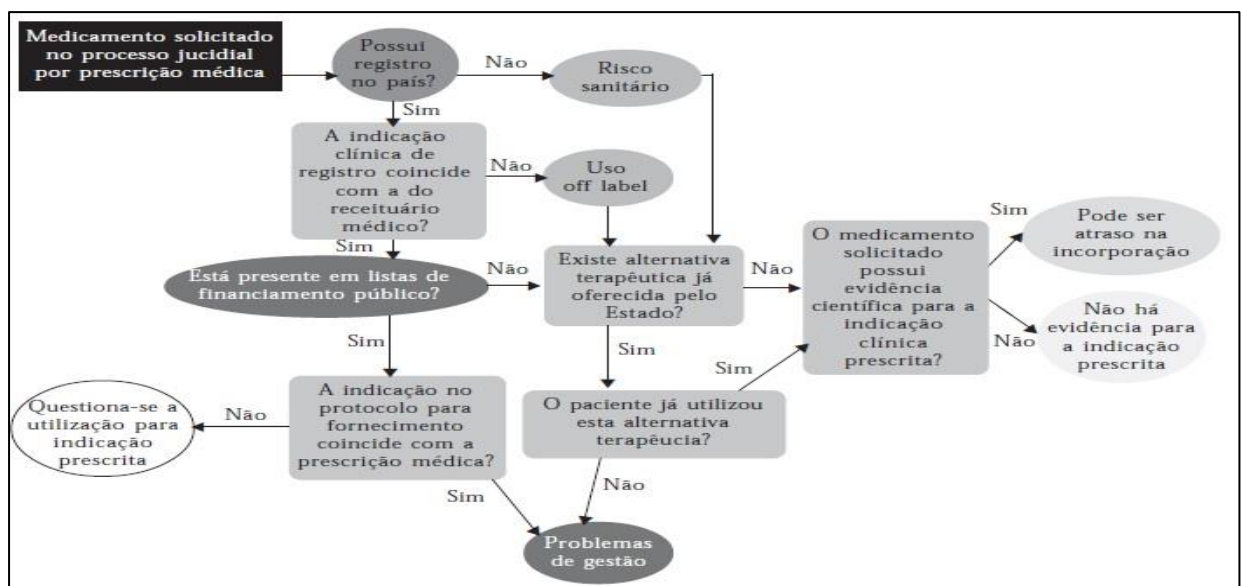 Medicamento solicitado
no processo jucidial
por prescrição médica
Possui
registro
no país?
Não
Risco
sanitário
Sim
A indicação
clínica de
registro coincide
com a do
receituário
médico?
Não
Uso
off label
Sim
Está presente em listas de
financiamento público?
Não
Existe alternativa
terapêutica já
oferecida pelo
Estado?
Não
O medicamento
solicitado
possui
evidência
científica para a
indicação
clínica
prescrita?
Sim
Pode ser
atraso na
incorporação
Não
Não há
evidência para
a indicação
prescrita
Sim
Sim
Sim
A indicação no
protocolo para
fornecimento
coincide com a
prescrição médica?
Não
Questiona-se a
utilização para
indicação
prescrita
O paciente já utilizou
esta alternativa
terapêucia?
Sim
Não
Problemas
de gestão